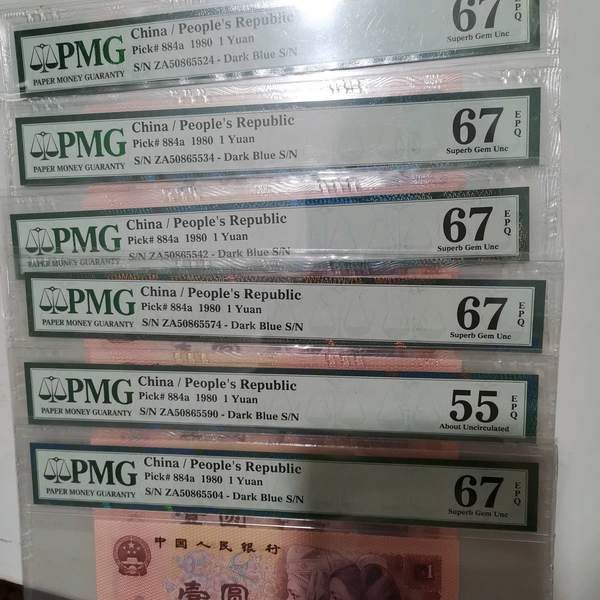 PMG
PAPER MONEY GUARANTY
China / People's Republic
Pick# 884a 1980 1 Yuan
S/N ZA50865524 - Dark Blue S/N
67
EPQ
Superb Gem Unc
PMG
PAPER MONEY GUARANTY
China / People's Republic
Pick# 884a 1980 1 Yuan
S/N ZA50865534 - Dark Blue S/N
67
EPQ
Superb Gem Unc
PMG
PAPER MONEY GUARANTY
China / People's Republic
Pick# 884a 1980 1 Yuan
S/N ZA50865542 - Dark Blue S/N
67
EPQ
Superb Gem Unc
PMG
PAPER MONEY GUARANTY
China / People's Republic
Pick# 884a 1980 1 Yuan
S/N ZA50865574 - Dark Blue S/N
67
EPQ
Superb Gem Unc
PMG
PAPER MONEY GUARANTY
China / People's Republic
Pick# 884a 1980 1 Yuan
S/N ZA50865590 - Dark Blue S/N
55
EPQ
About Uncirculated
PMG
PAPER MONEY GUARANTY
China / People's Republic
Pick# 884a 1980 1 Yuan
S/N ZA50865504 - Dark Blue S/N
67
EPQ
Superb Gem Unc
壹圆
中国人民银行
壹圆
1